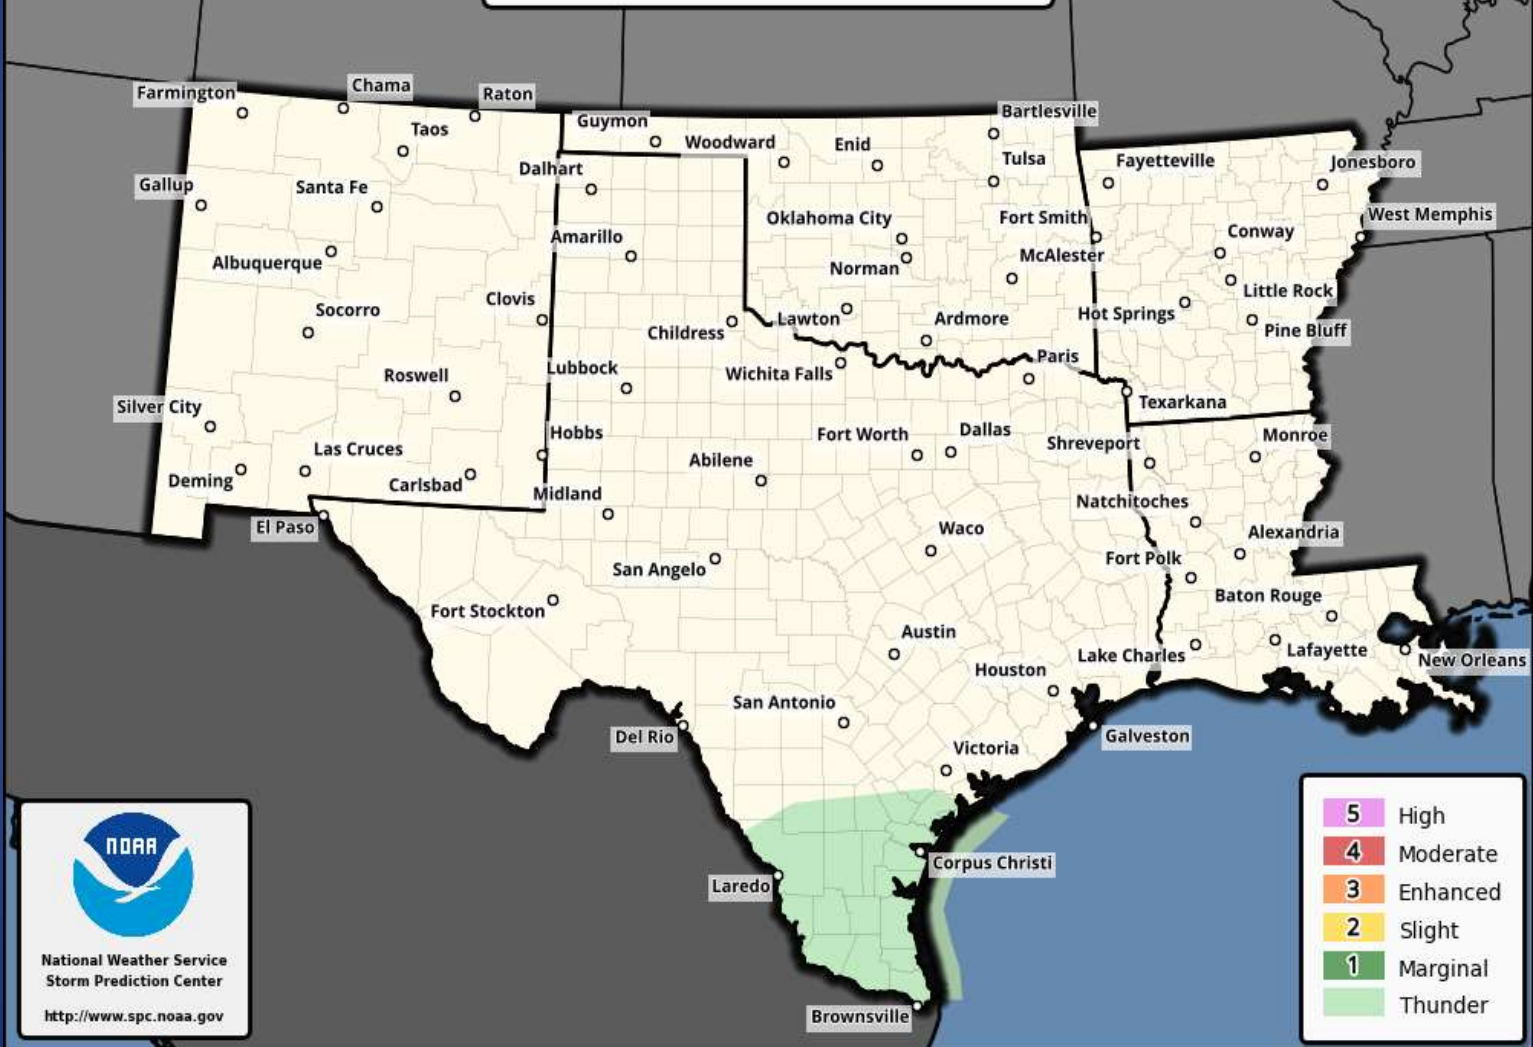 Farmington
Chama
Raton
Taos
Guymon
Woodward
Enid
Bartlesville
Tulsa
Fayetteville
Jonesboro
Dalhart
Gallup
Santa Fe
Oklahoma City
Fort Smith
West Memphis
Conway
Amarillo
Albuquerque
Norman
McAlester
Clovis
Socorro
Little Rock
Childress
Lawton
Ardmore
Hot Springs
Pine Bluff
Lubbock
Wichita Falls
Paris
Roswell
Texarkana
Silver City
Hobbs
Fort Worth
Dallas
Shreveport
Monroe
Las Cruces
Abilene
Deming
Carlsbad
Midland
Natchitoches
El Paso
Waco
Alexandria
San Angelo
Fort Polk
Fort Stockton
Baton Rouge
Austin
Lake Charles
Lafayette
New Orleans
Houston
San Antonio
Del Rio
Victoria
Galveston
Corpus Christi
Laredo
Brownsville
NOAA
National Weather Service
Storm Prediction Center
http://www.spc.noaa.gov
5 High
4 Moderate
3 Enhanced
2 Slight
1 Marginal
Thunder